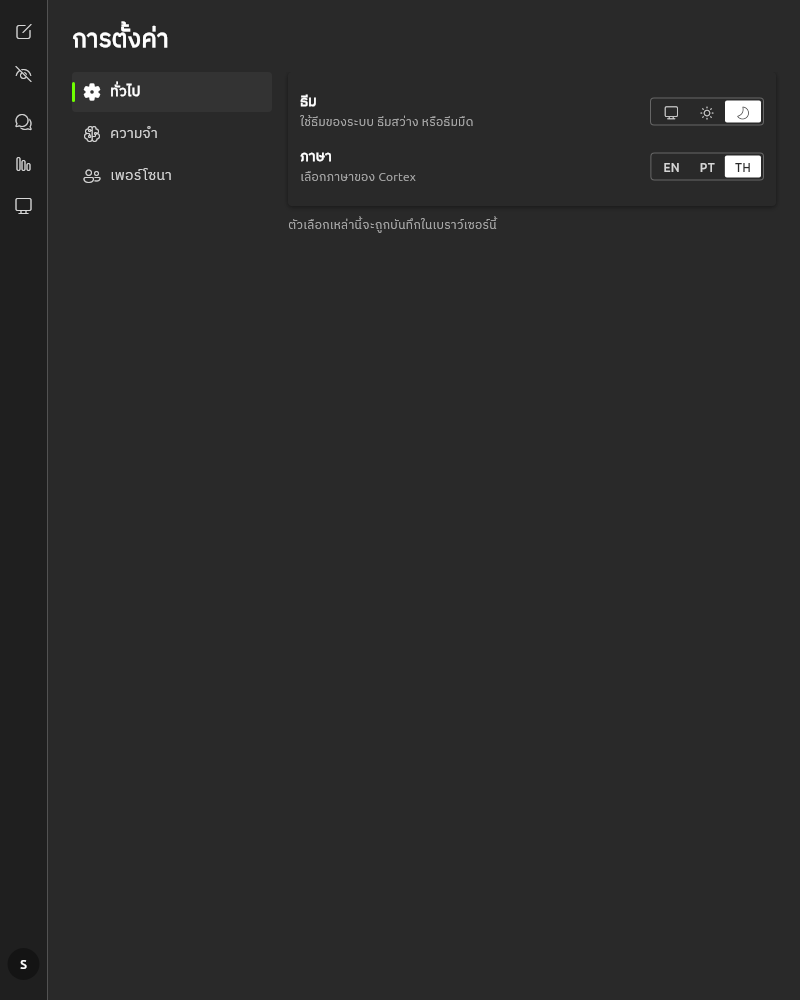 การตั้งค่า
ทั่วไป
ความจำ
เพอร์โซนา
ธีม
ใช้ธีมของระบบ ธีมสว่าง หรือธีมมืด
ภาษา
เลือกภาษาของ Cortex
EN PT TH
ตัวเลือกเหล่านี้จะถูกบันทึกในเบราว์เซอร์นี้
S